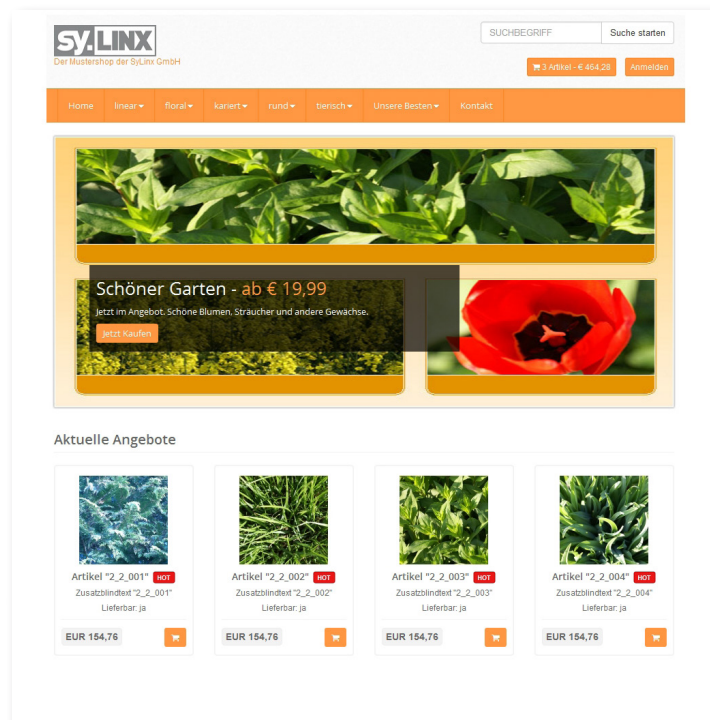 SY.LINX
Der Mustershop der SyLinx GmbH
SUCHBEGRIFF Suche starten
3 Artikel - € 464,28 Anmelden
Home linear floral kariert rund tierisch Unsere Besten Kontakt
Schöner Garten - ab € 19,99
Jetzt im Angebot. Schöne Blumen, Sträucher und andere Gewächse.
Jetzt Kaufen
Aktuelle Angebote
Artikel "2_2_001" HOT
Zusatzblindtext "2_2_001"
Lieferbar: ja
EUR 154,76
Artikel "2_2_002" HOT
Zusatzblindtext "2_2_002"
Lieferbar: ja
EUR 154,76
Artikel "2_2_003" HOT
Zusatzblindtext "2_2_003"
Lieferbar: ja
EUR 154,76
Artikel "2_2_004" HOT
Zusatzblindtext "2_2_004"
Lieferbar: ja
EUR 154,76